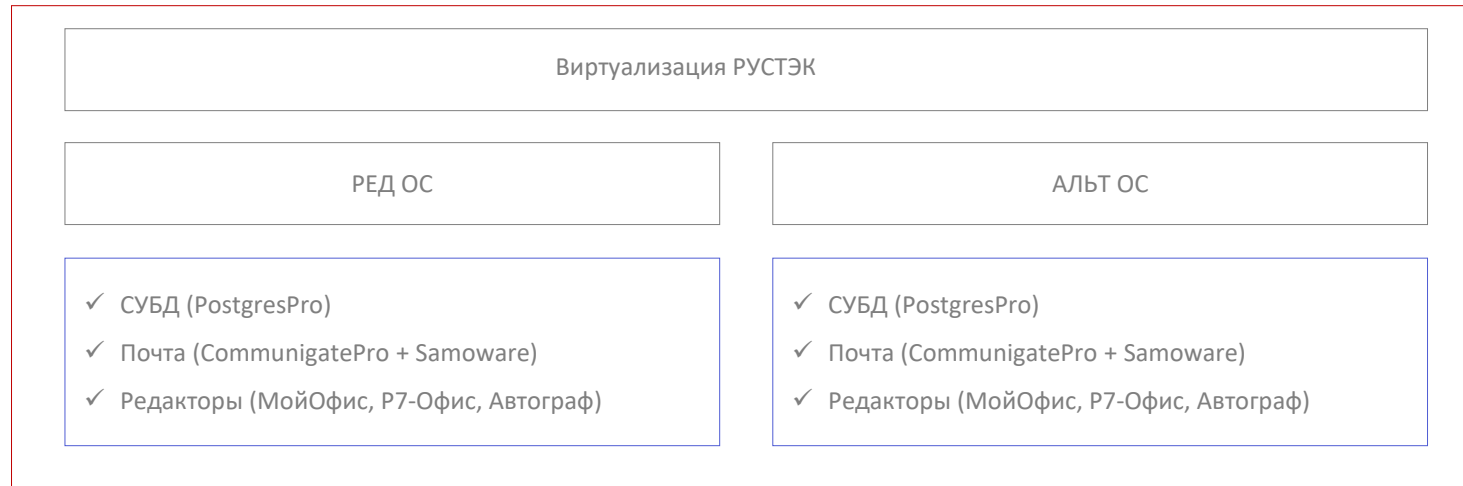 Виртуализация РУСТЭК
РЕД ОС
АЛЬТ ОС
✓ СУБД (PostgresPro)
✓ Почта (CommunigatePro + Samoware)
✓ Редакторы (МойОфис, Р7-Офис, Автограф)
✓ СУБД (PostgresPro)
✓ Почта (CommunigatePro + Samoware)
✓ Редакторы (МойОфис, Р7-Офис, Автограф)